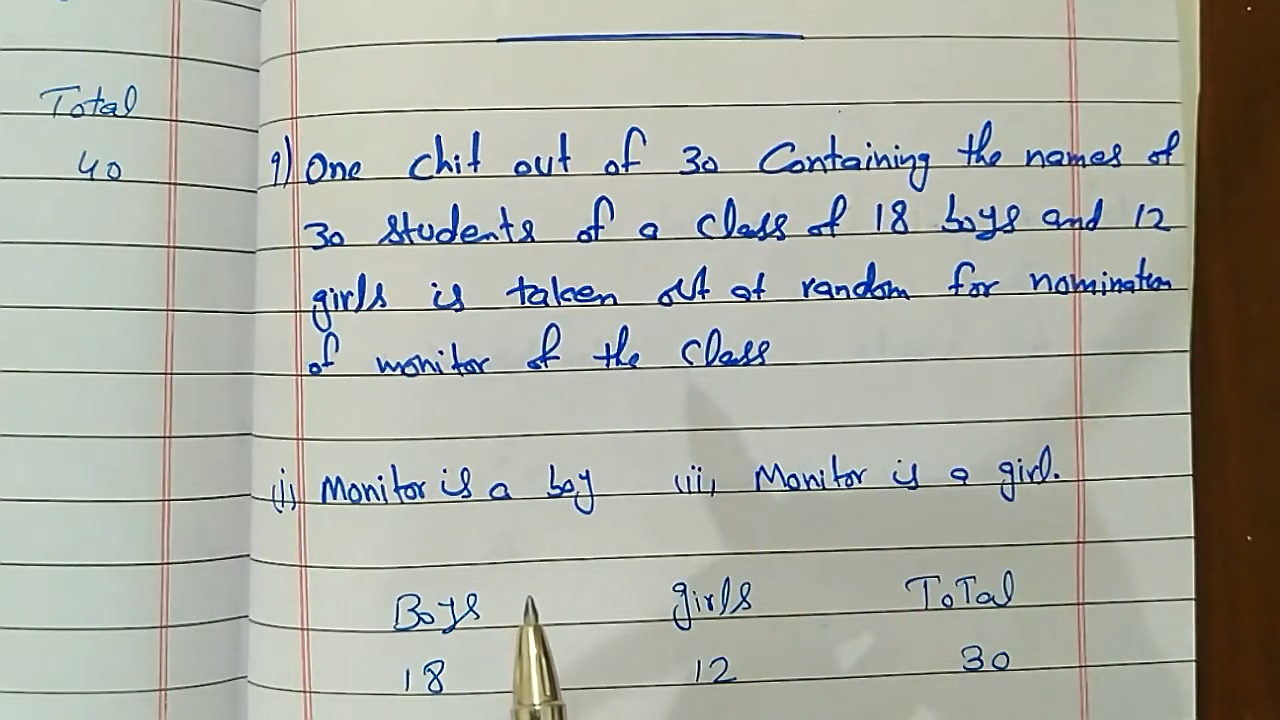 Total
40
9) One chit out of 30 Containing the names of
30 students of a class of 18 boys and 12
girls is taken out at random for nomination
of monitor of the class
(i) Monitor is a boy (ii) Monitor is a girl.
Boys girls ToTal
18 12 30